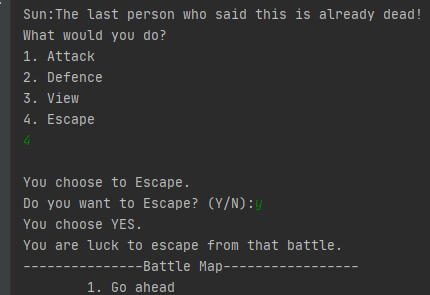 Sun:The last person who said this is already dead!
What would you do?
1. Attack
2. Defence
3. View
4. Escape
4
You choose to Escape.
Do you want to Escape? (Y/N):y
You choose YES.
You are luck to escape from that battle.
---------------Battle Map-----------------
1. Go ahead